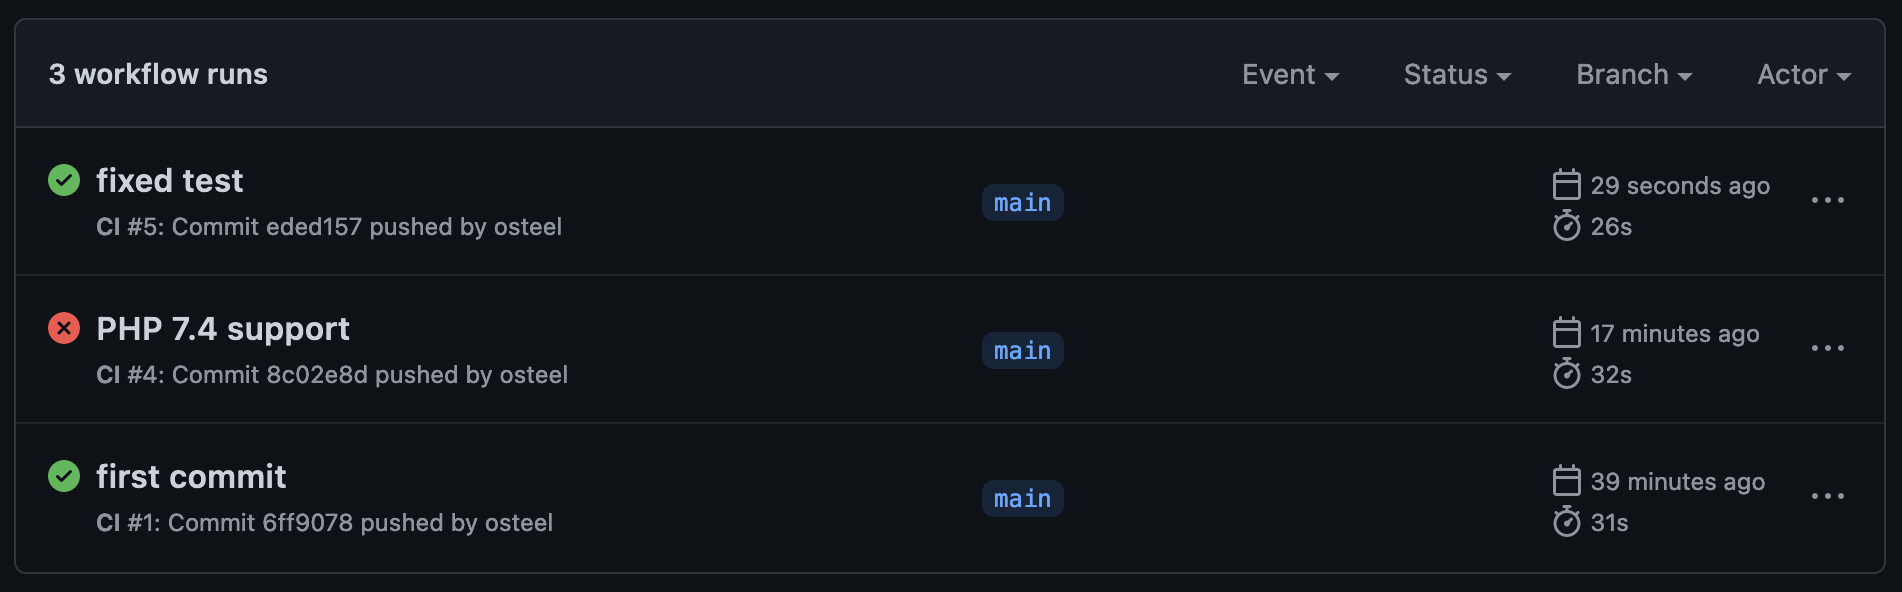 3 workflow runs
Event Status Branch Actor
fixed test
CI #5: Commit eded157 pushed by osteel
main
29 seconds ago
26s
PHP 7.4 support
CI #4: Commit 8c02e8d pushed by osteel
main
17 minutes ago
32s
first commit
CI #1: Commit 6ff9078 pushed by osteel
main
39 minutes ago
31s